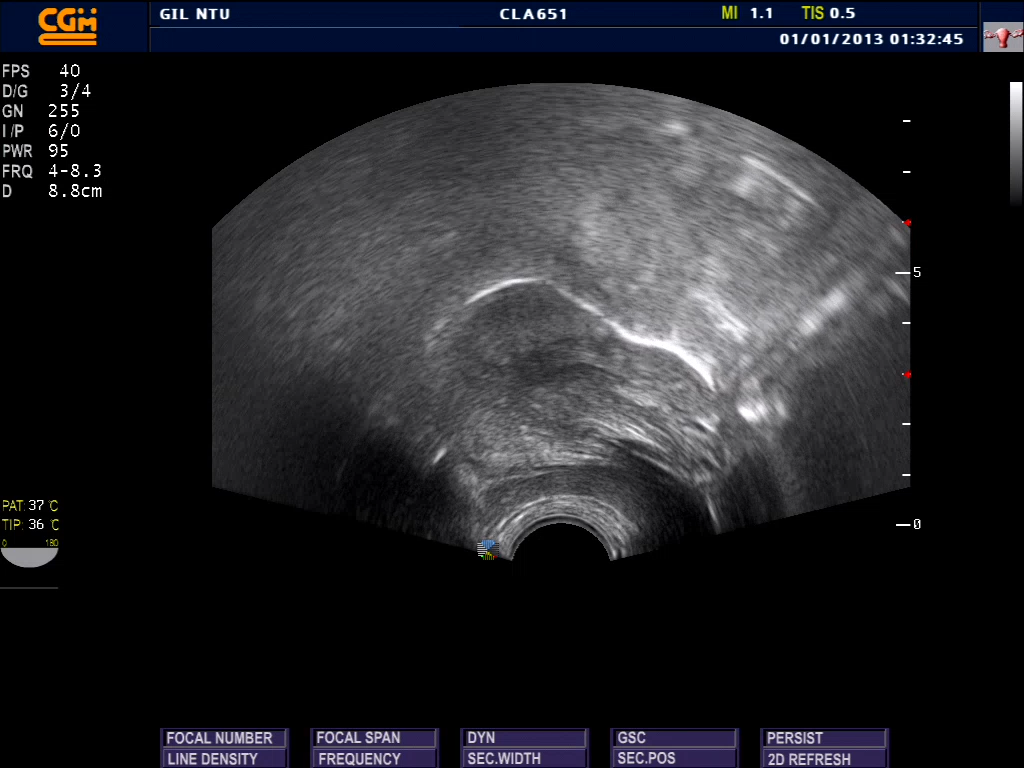 CGM
GIL NTU CLA651 MI 1.1 TIS 0.5
01/01/2013 01:32:45
FPS 40
D/G 3/4
GN 255
I/P 6/0
PWR 95
FRQ 4-8.3
D 8.8cm
5
PAT: 37 °C
TIP: 36 °C
0 180
0
FOCAL NUMBER FOCAL SPAN DYN GSC PERSIST
LINE DENSITY FREQUENCY SEC.WIDTH SEC.POS 2D REFRESH